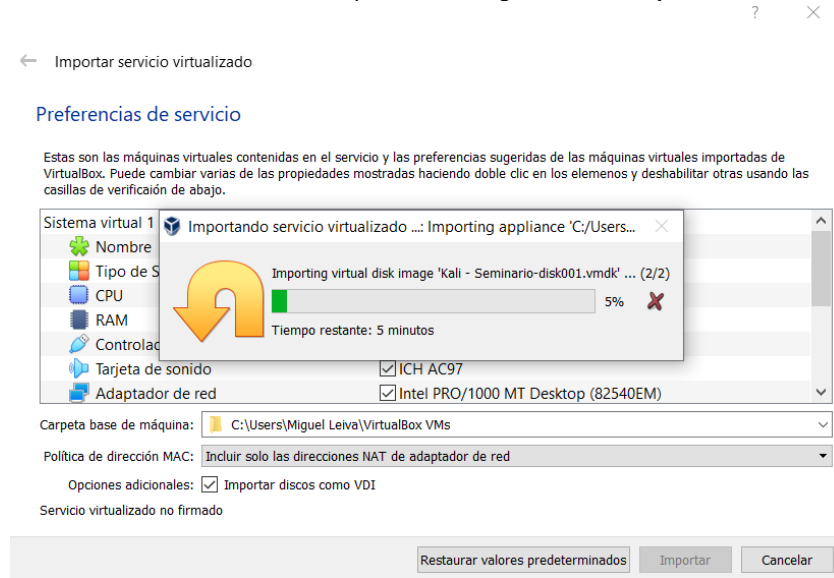 ?
Importar servicio virtualizado
Preferencias de servicio
Estas son las máquinas virtuales contenidas en el servicio y las preferencias sugeridas de las máquinas virtuales importadas de
VirtualBox. Puede cambiar varias de las propiedades mostradas haciendo doble clic en los elemenos y deshabilitar otras usando las
casillas de verificaión de abajo.
Sistema virtual 1
Importando servicio virtualizado ...: Importing appliance 'C:/Users...
Nombre
Tipo de S
Importing virtual disk image 'Kali - Seminario-disk001.vmdk' ... (2/2)
CPU
5%
RAM
Tiempo restante: 5 minutos
Controlad
Tarjeta de sonido ICH AC97
Adaptador de red Intel PRO/1000 MT Desktop (82540EM)
Carpeta base de máquina: C:\Users\Miguel Leiva\VirtualBox VMs
Política de dirección MAC: Incluir solo las direcciones NAT de adaptador de red
Opciones adicionales: Importar discos como VDI
Servicio virtualizado no firmado
Restaurar valores predeterminados Importar Cancelar